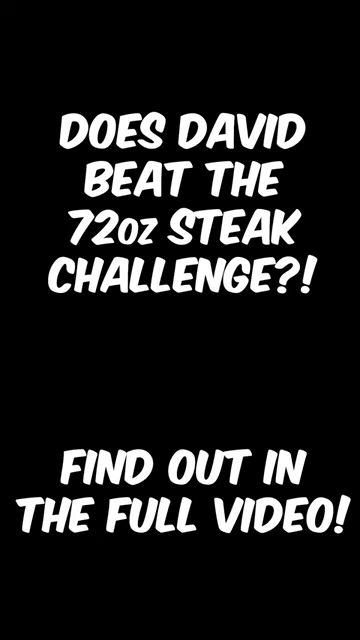 DOES DAVID
BEAT THE
72OZ STEAK
CHALLENGE?!
FIND OUT IN
THE FULL VIDEO!